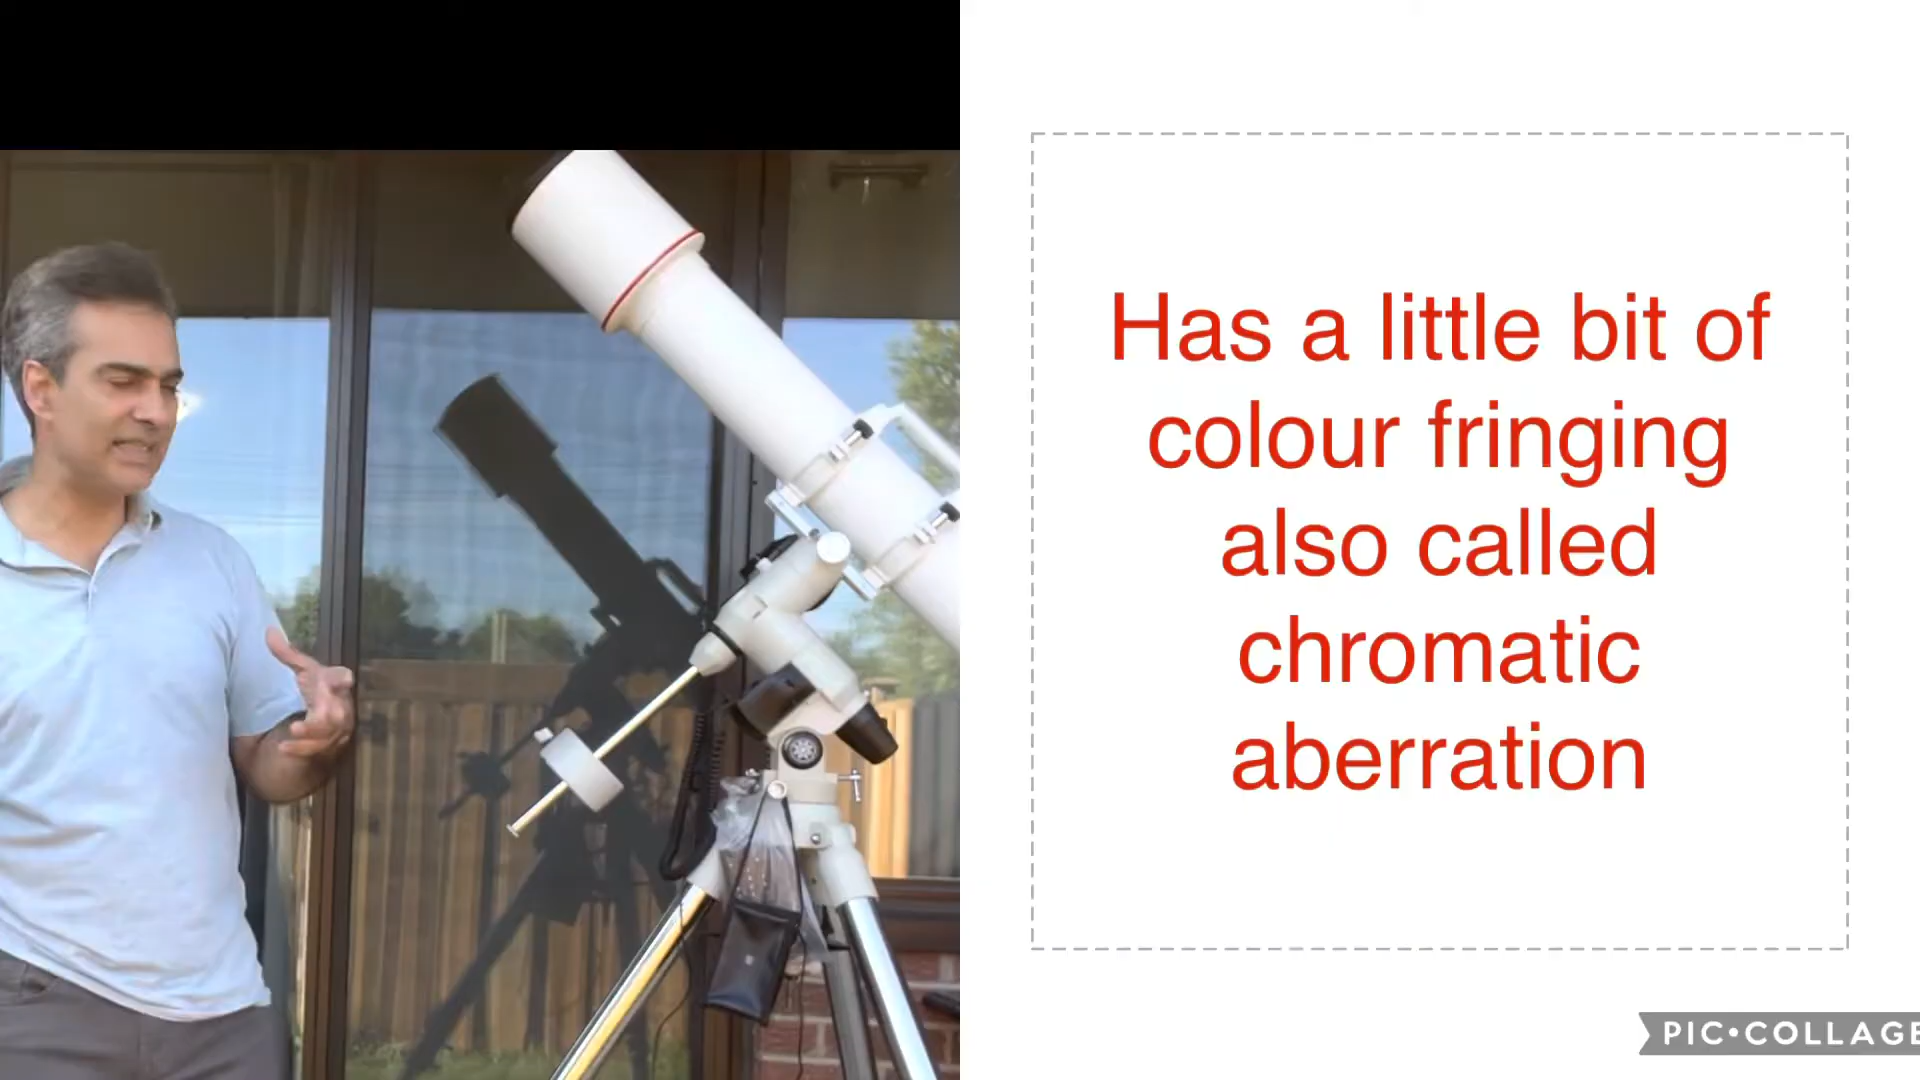 Has a little bit of
colour fringing
also called
chromatic
aberration
PIC•COLLAGE